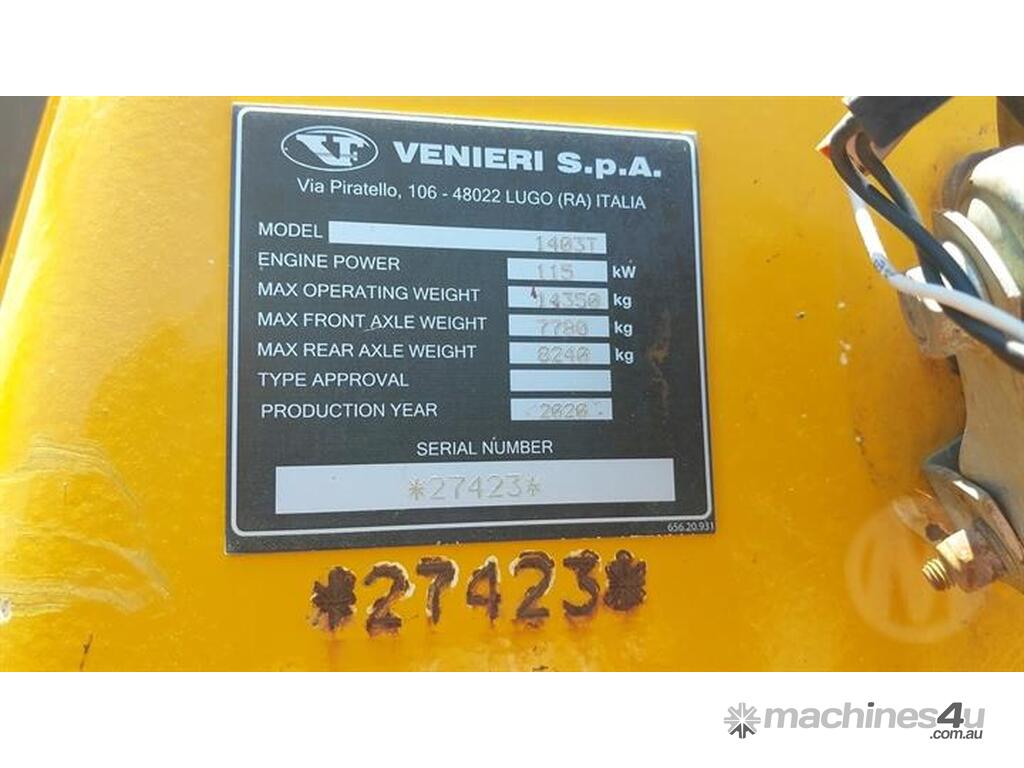 VT VENIERI S.p.A.
Via Piratello, 106 - 48022 LUGO (RA) ITALIA
MODEL 1403T
ENGINE POWER 115 kW
MAX OPERATING WEIGHT 14350 kg
MAX FRONT AXLE WEIGHT 7780 kg
MAX REAR AXLE WEIGHT 8240 kg
TYPE APPROVAL
PRODUCTION YEAR 2020
SERIAL NUMBER
*27423*
656.20.931
*27423*
M
machines4u
.com.au